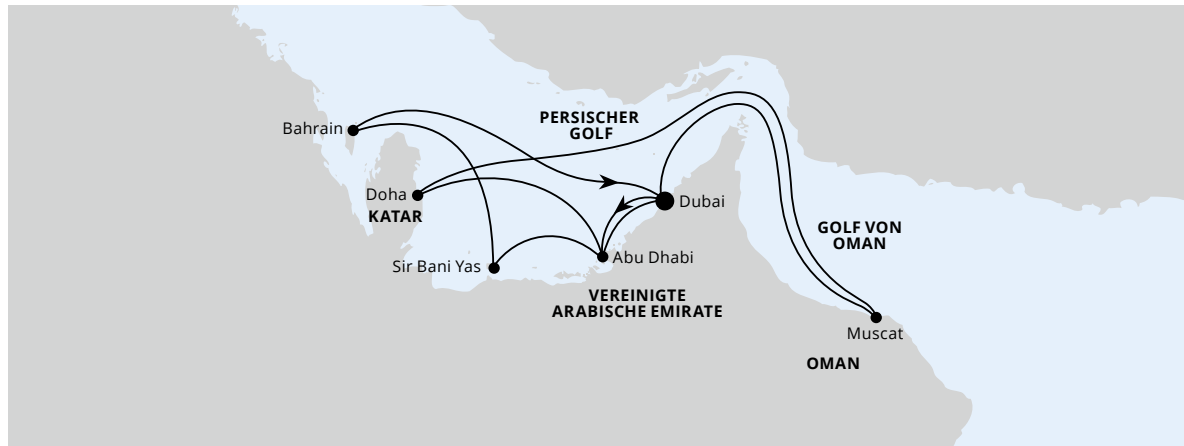 PERSISCHER
GOLF
Bahrain
Doha
KATAR
Dubai
GOLF VON
OMAN
Sir Bani Yas
Abu Dhabi
VEREINIGTE
ARABISCHE EMIRATE
Muscat
OMAN